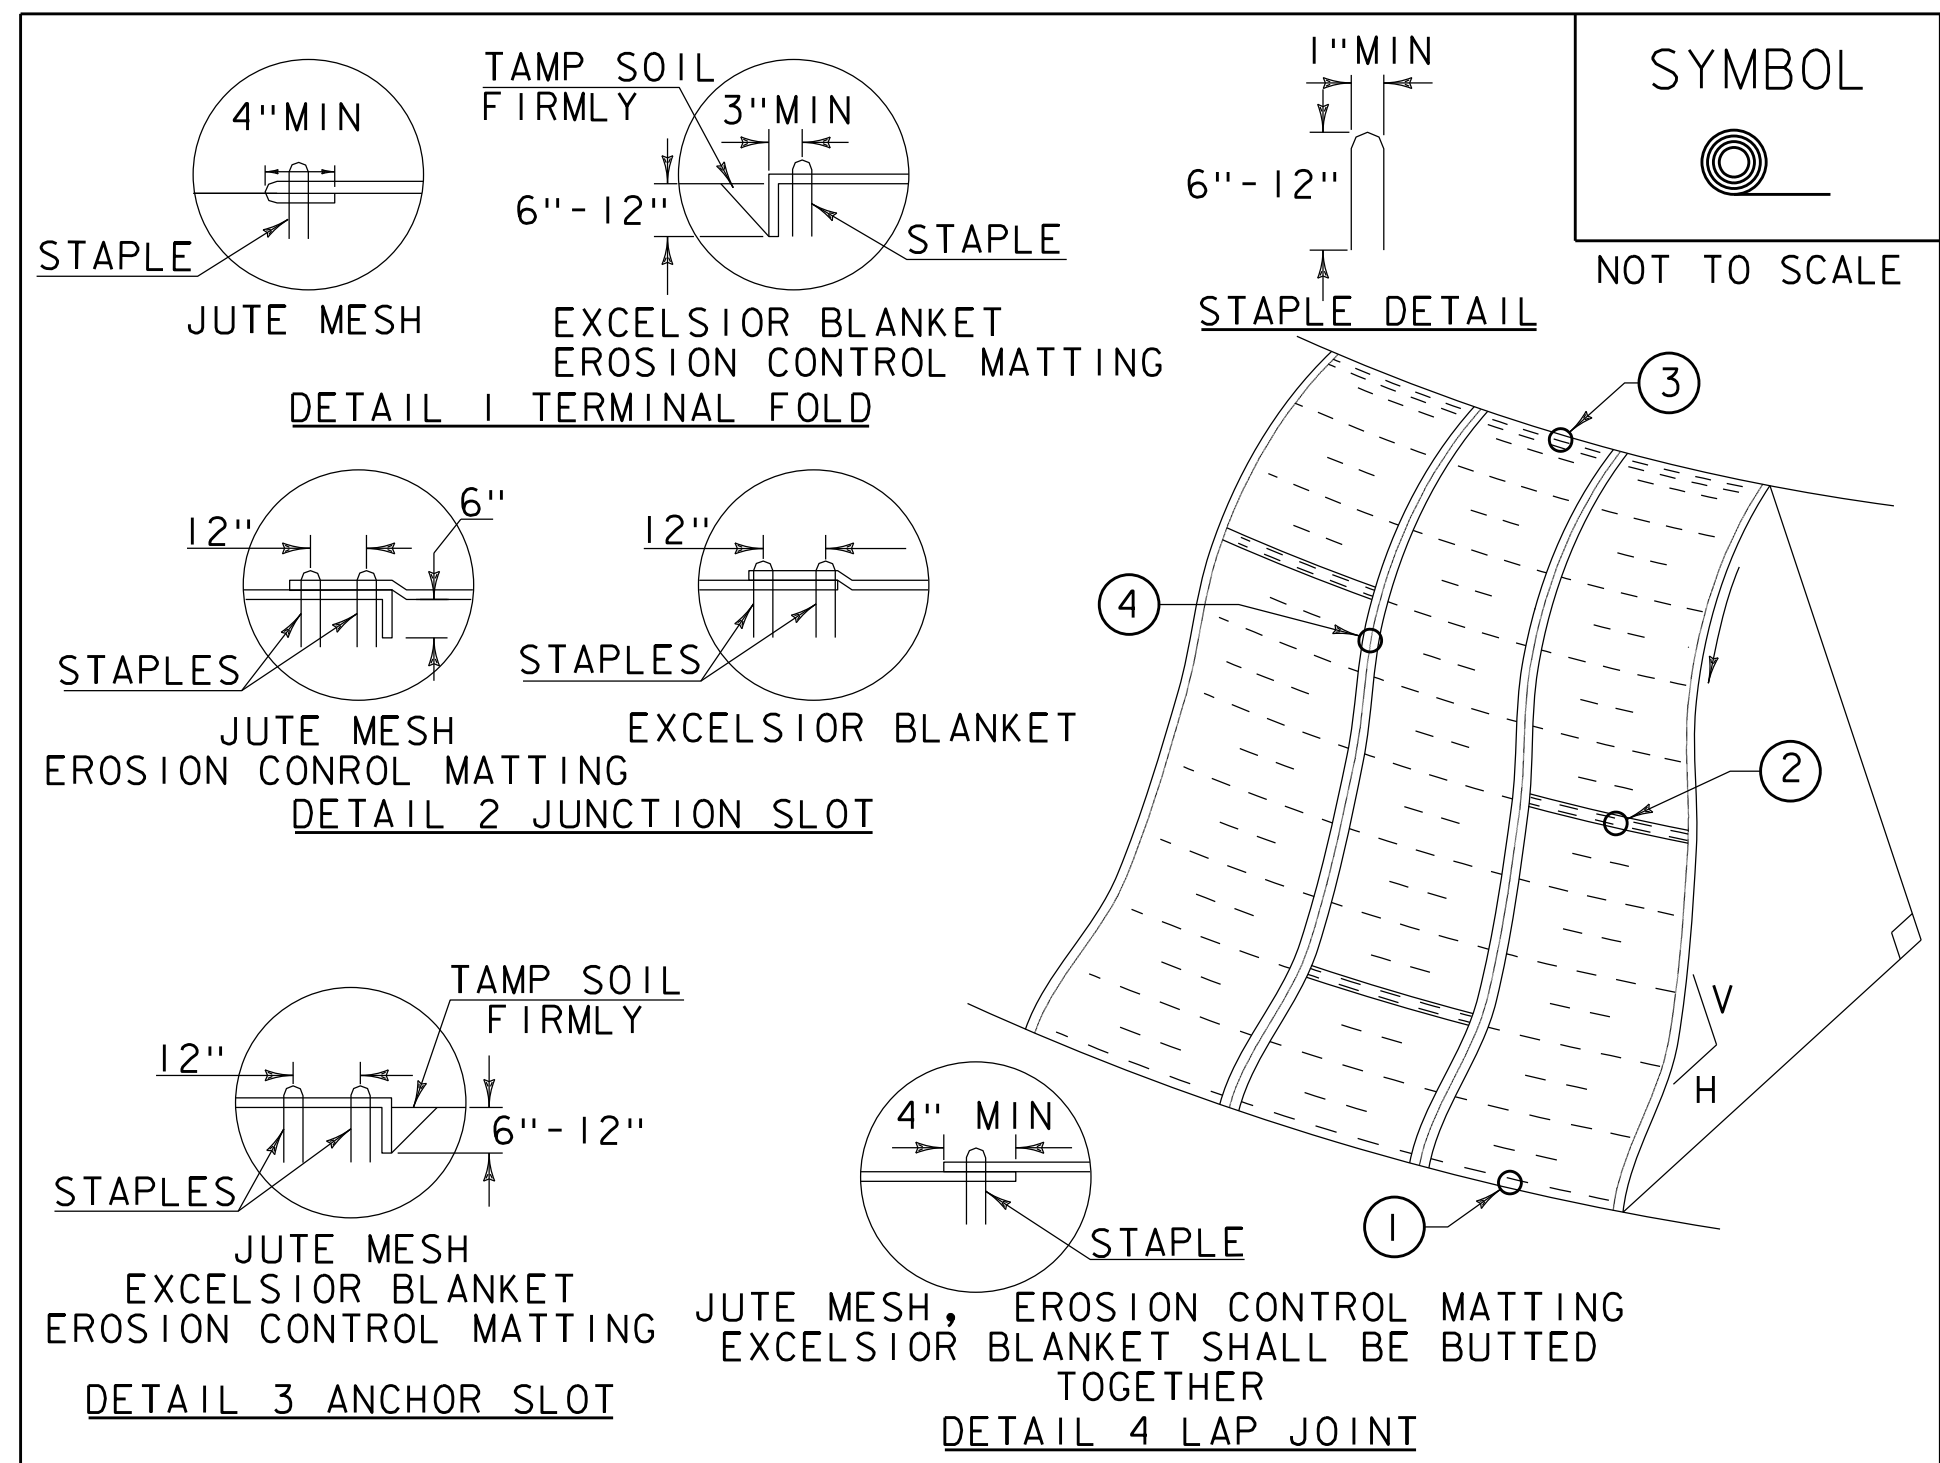 4"MIN
STAPLE
JUTE MESH
TAMP SOIL
FIRMLY
3"MIN
6"-12"
STAPLE
EXCELSIOR BLANKET
EROSION CONTROL MATTING
DETAIL 1 TERMINAL FOLD
1"MIN
6"-12"
STAPLE DETAIL
SYMBOL
NOT TO SCALE
12"
6"
STAPLES
JUTE MESH
EROSION CONROL MATTING
12"
STAPLES
EXCELSIOR BLANKET
DETAIL 2 JUNCTION SLOT
3
4
2
V
H
1
TAMP SOIL
FIRMLY
12"
6"-12"
STAPLES
JUTE MESH
EXCELSIOR BLANKET
EROSION CONTROL MATTING
DETAIL 3 ANCHOR SLOT
4" MIN
STAPLE
JUTE MESH, EROSION CONTROL MATTING
EXCELSIOR BLANKET SHALL BE BUTTED
TOGETHER
DETAIL 4 LAP JOINT